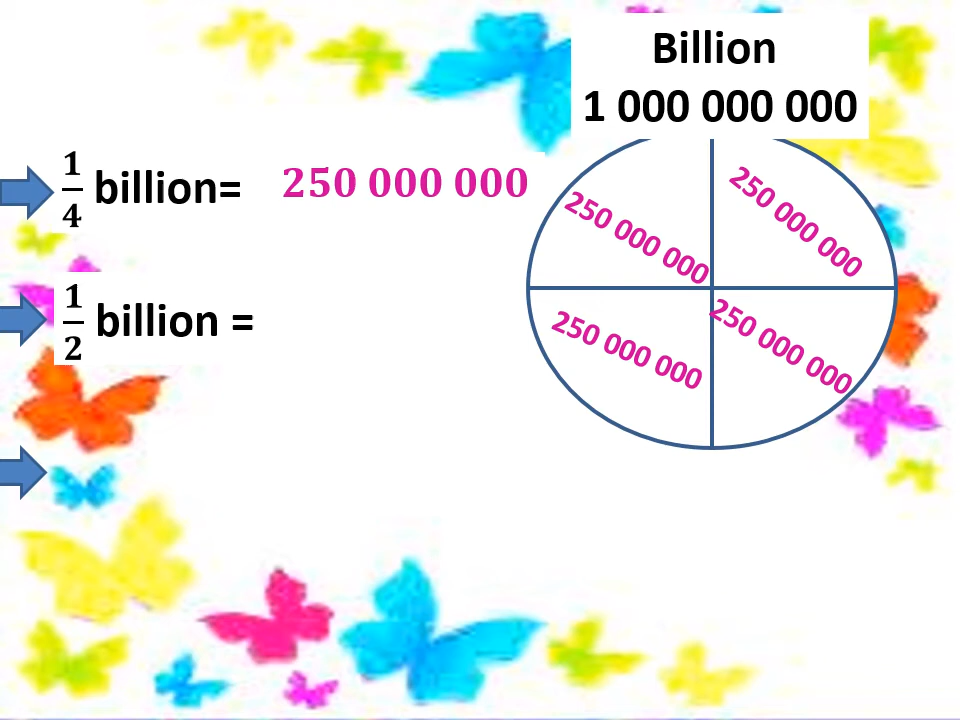 Billion
1 000 000 000
1/4 billion= 250 000 000
1/2 billion =
250 000 000
250 000 000
250 000 000
250 000 000